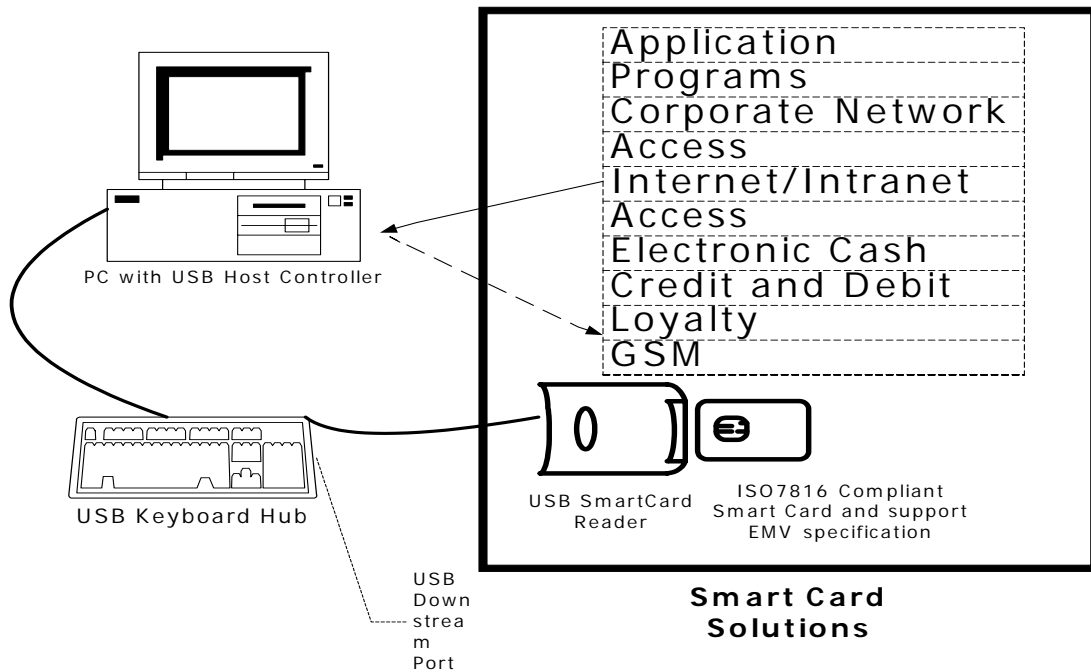 Application
Programs
Corporate Network
Access
Internet/Intranet
Access
Electronic Cash
Credit and Debit
Loyalty
GSM
PC with USB Host Controller
USB Keyboard Hub
USB SmartCard
Reader
ISO7816 Compliant
Smart Card and support
EMV specification
USB
Down
strea
m
Port
Smart Card
Solutions